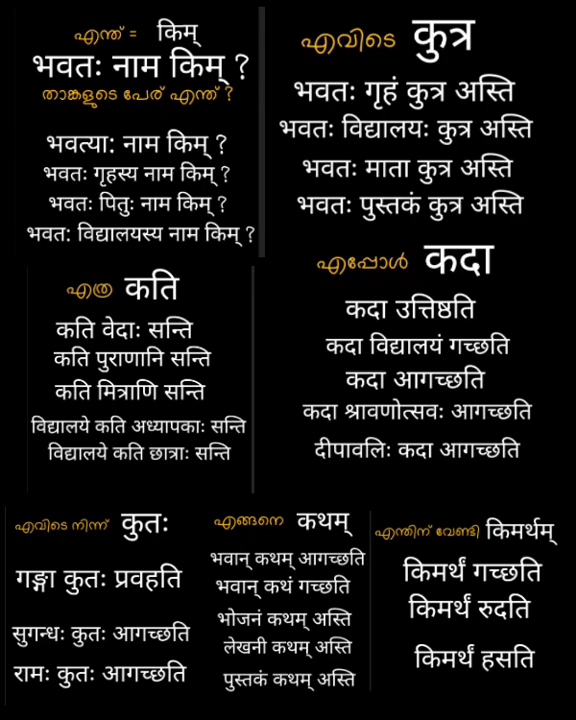 എന്ത് = किम्
भवतः नाम किम् ?
താങ്കളുടെ പേര് എന്ത് ?
भवत्याः नाम किम् ?
भवतः गृहस्य नाम किम् ?
भवतः पितुः नाम किम् ?
भवतः विद्यालयस्य नाम किम् ?
എവിടെ कुत्र
भवतः गृहं कुत्र अस्ति
भवतः विद्यालयः कुत्र अस्ति
भवतः माता कुत्र अस्ति
भवतः पुस्तकं कुत्र अस्ति
എത്ര कति
कति वेदाः सन्ति
कति पुराणानि सन्ति
कति मित्राणि सन्ति
विद्यालये कति अध्यापकाः सन्ति
विद्यालये कति छात्राः सन्ति
എപ്പോൾ कदा
कदा उत्तिष्ठति
कदा विद्यालयं गच्छति
कदा आगच्छति
कदा श्रावणोत्सवः आगच्छति
दीपावलिः कदा आगच्छति
എവിടെ നിന്ന് कुतः
गङ्गा कुतः प्रवहति
सुगन्धः कुतः आगच्छति
रामः कुतः आगच्छति
എങ്ങനെ कथम्
भवान् कथम् आगच्छति
भवान् कथं गच्छति
भोजनं कथम् अस्ति
लेखनी कथम् अस्ति
पुस्तकं कथम् अस्ति
എന്തിന് വേണ്ടി किमर्थम्
किमर्थं गच्छति
किमर्थं रुदति
किमर्थं हसति